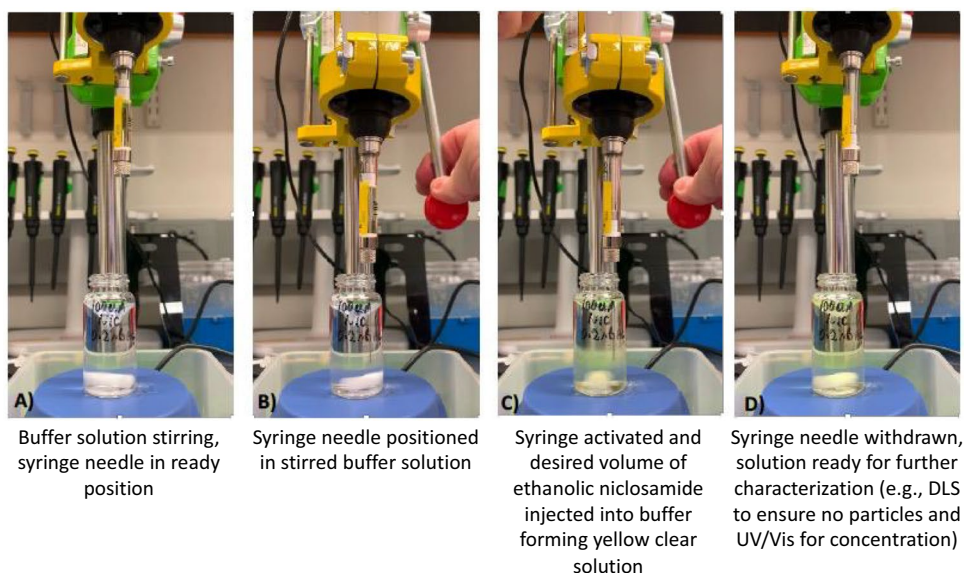 A)
B)
C)
D)
Buffer solution stirring,
syringe needle in ready
position
Syringe needle positioned
in stirred buffer solution
Syringe activated and
desired volume of
ethanolic niclosamide
injected into buffer
forming yellow clear
solution
Syringe needle withdrawn,
solution ready for further
characterization (e.g., DLS
to ensure no particles and
UV/Vis for concentration)